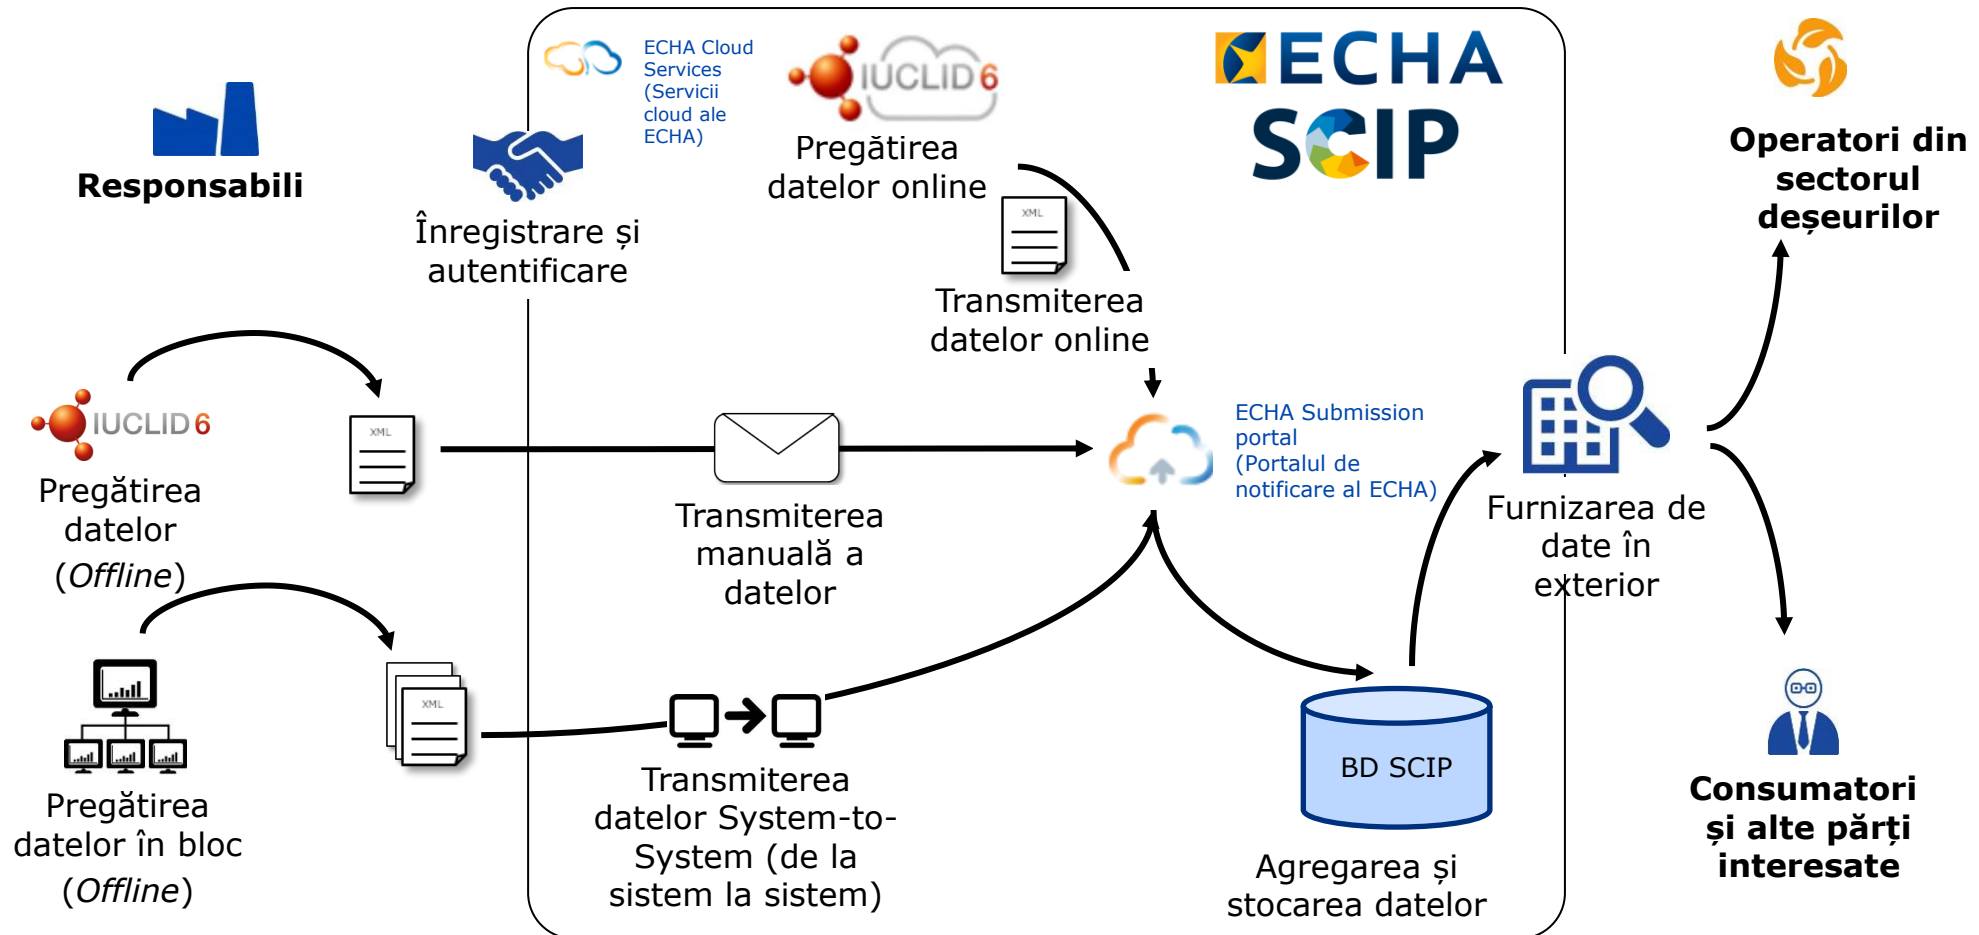 Responsabili
ECHA Cloud
Services
(Servicii
cloud ale
ECHA)
IUCLID 6
ECHA
SCIP
Înregistrare și
autentificare
Pregătirea
datelor online
XML
Transmiterea
datelor online
Operatori din
sectorul
deșeurilor
IUCLID 6
Pregătirea
datelor
(Offline)
XML
Transmiterea
manuală a
datelor
ECHA Submission
portal
(Portalul de
notificare al ECHA)
Furnizarea de
date în
exterior
Pregătirea
datelor în bloc
(Offline)
XML
Transmiterea
datelor System-to-
System (de la
sistem la sistem)
BD SCIP
Agregarea și
stocarea datelor
Consumatori
și alte părți
interesate